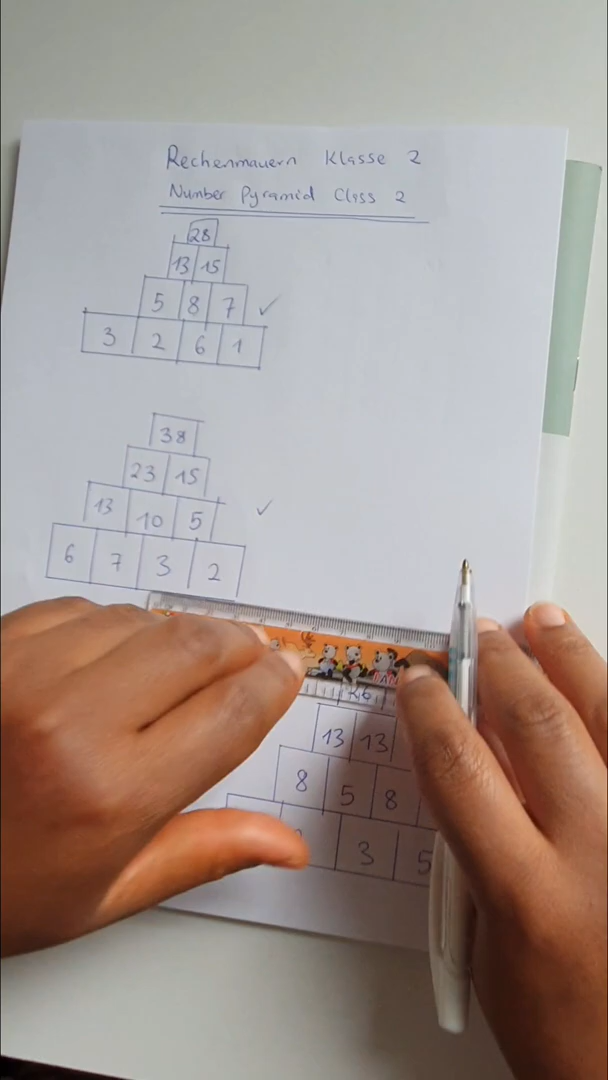 Rechenmauern Klasse 2
Number Pyramid Class 2
28
13 15
5 8 7 ✓
3 2 6 1
38
23 15
13 10 5 ✓
6 7 3 2
13 13
8 5 8
3 5